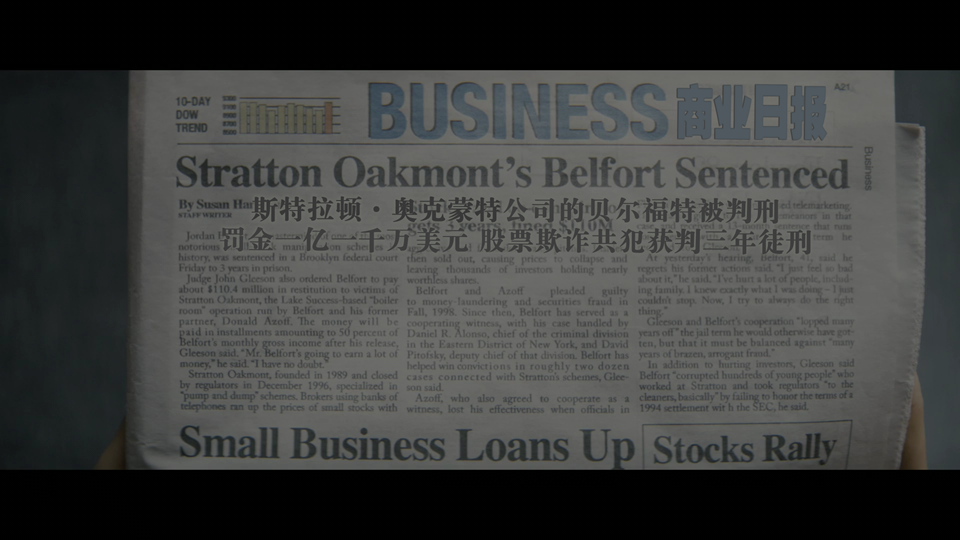 10-DAY
DOW
TREND
BUSINESS 商业日报
A21
Business
Stratton Oakmont's Belfort Sentenced
By Susan
STAFF WRITER
斯特拉顿·奥克蒙特公司的贝尔福特被判刑
罚金一亿一千万美元 股票欺诈共犯获判三年徒刑
history, was sentenced in a Brooklyn federal court
Friday to 3 years in prison.
Judge John Gleeson also ordered Belfort to pay
about $110.4 million in restitution to victims of
Stratton Oakmont, the Lake Success-based "boiler
room" operation run by Belfort and his former
partner, Donald Azoff. The money will be
paid in installments amounting to 50 percent of
Belfort's monthly gross income after his release,
Gleeson said. "Mr. Belfort's going to earn a lot of
money," he said. "I have no doubt."
Stratton Oakmont, founded in 1989 and closed
by regulators in December 1996, specialized in
"pump and dump" schemes. Brokers using banks of
telephones ran up the prices of small stocks with
then sold out, causing prices to collapse and
leaving thousands of investors holding nearly
worthless shares.
Belfort and Azoff pleaded guilty
to money-laundering and securities fraud in
Fall, 1998. Since then, Belfort has served as a
cooperating witness, with his case handled by
Daniel R. Alonso, chief of the criminal division
in the Eastern District of New York, and David
Pitofsky, deputy chief of that division. Belfort has
helped win convictions in roughly two dozen
cases connected with Stratton's schemes, Glee-
son said.
Azoff, who also agreed to cooperate as a
witness, lost his effectiveness when officials in
At yesterday's hearing, Belfort, 41, said he
regrets his former actions said, "I just feel so bad
about it," he said, "I've hurt a lot of people, includ-
ing family. I knew exactly what I was doing – I just
couldn't stop. Now, I try to always do the right
thing."
Gleeson and Belfort's cooperation "lopped many
years off" the jail term he would otherwise have got-
ten, but that it must be balanced against "many
years of brazen, arrogant fraud."
In addition to hurting investors, Gleeson said
Belfort "corrupted hundreds of young people" who
worked at Stratton and took regulators "to the
cleaners, basically" by failing to honor the terms of a
1994 settlement with the SEC, he said.
Small Business Loans Up
Stocks Rally